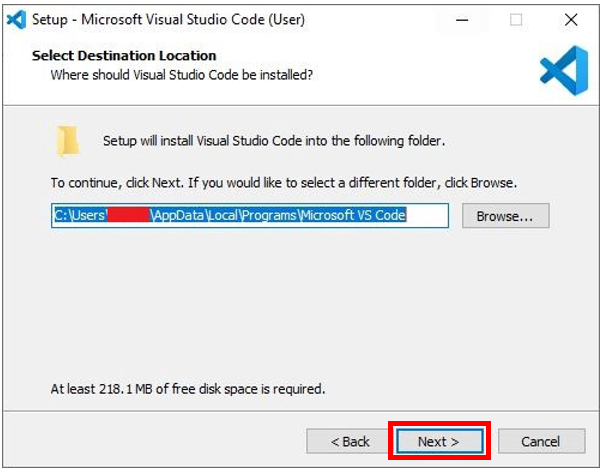 Setup - Microsoft Visual Studio Code (User)
Select Destination Location
Where should Visual Studio Code be installed?
Setup will install Visual Studio Code into the following folder.
To continue, click Next. If you would like to select a different folder, click Browse.
C:\Users\ \AppData\Local\Programs\Microsoft VS Code
Browse...
At least 218.1 MB of free disk space is required.
< Back
Next >
Cancel